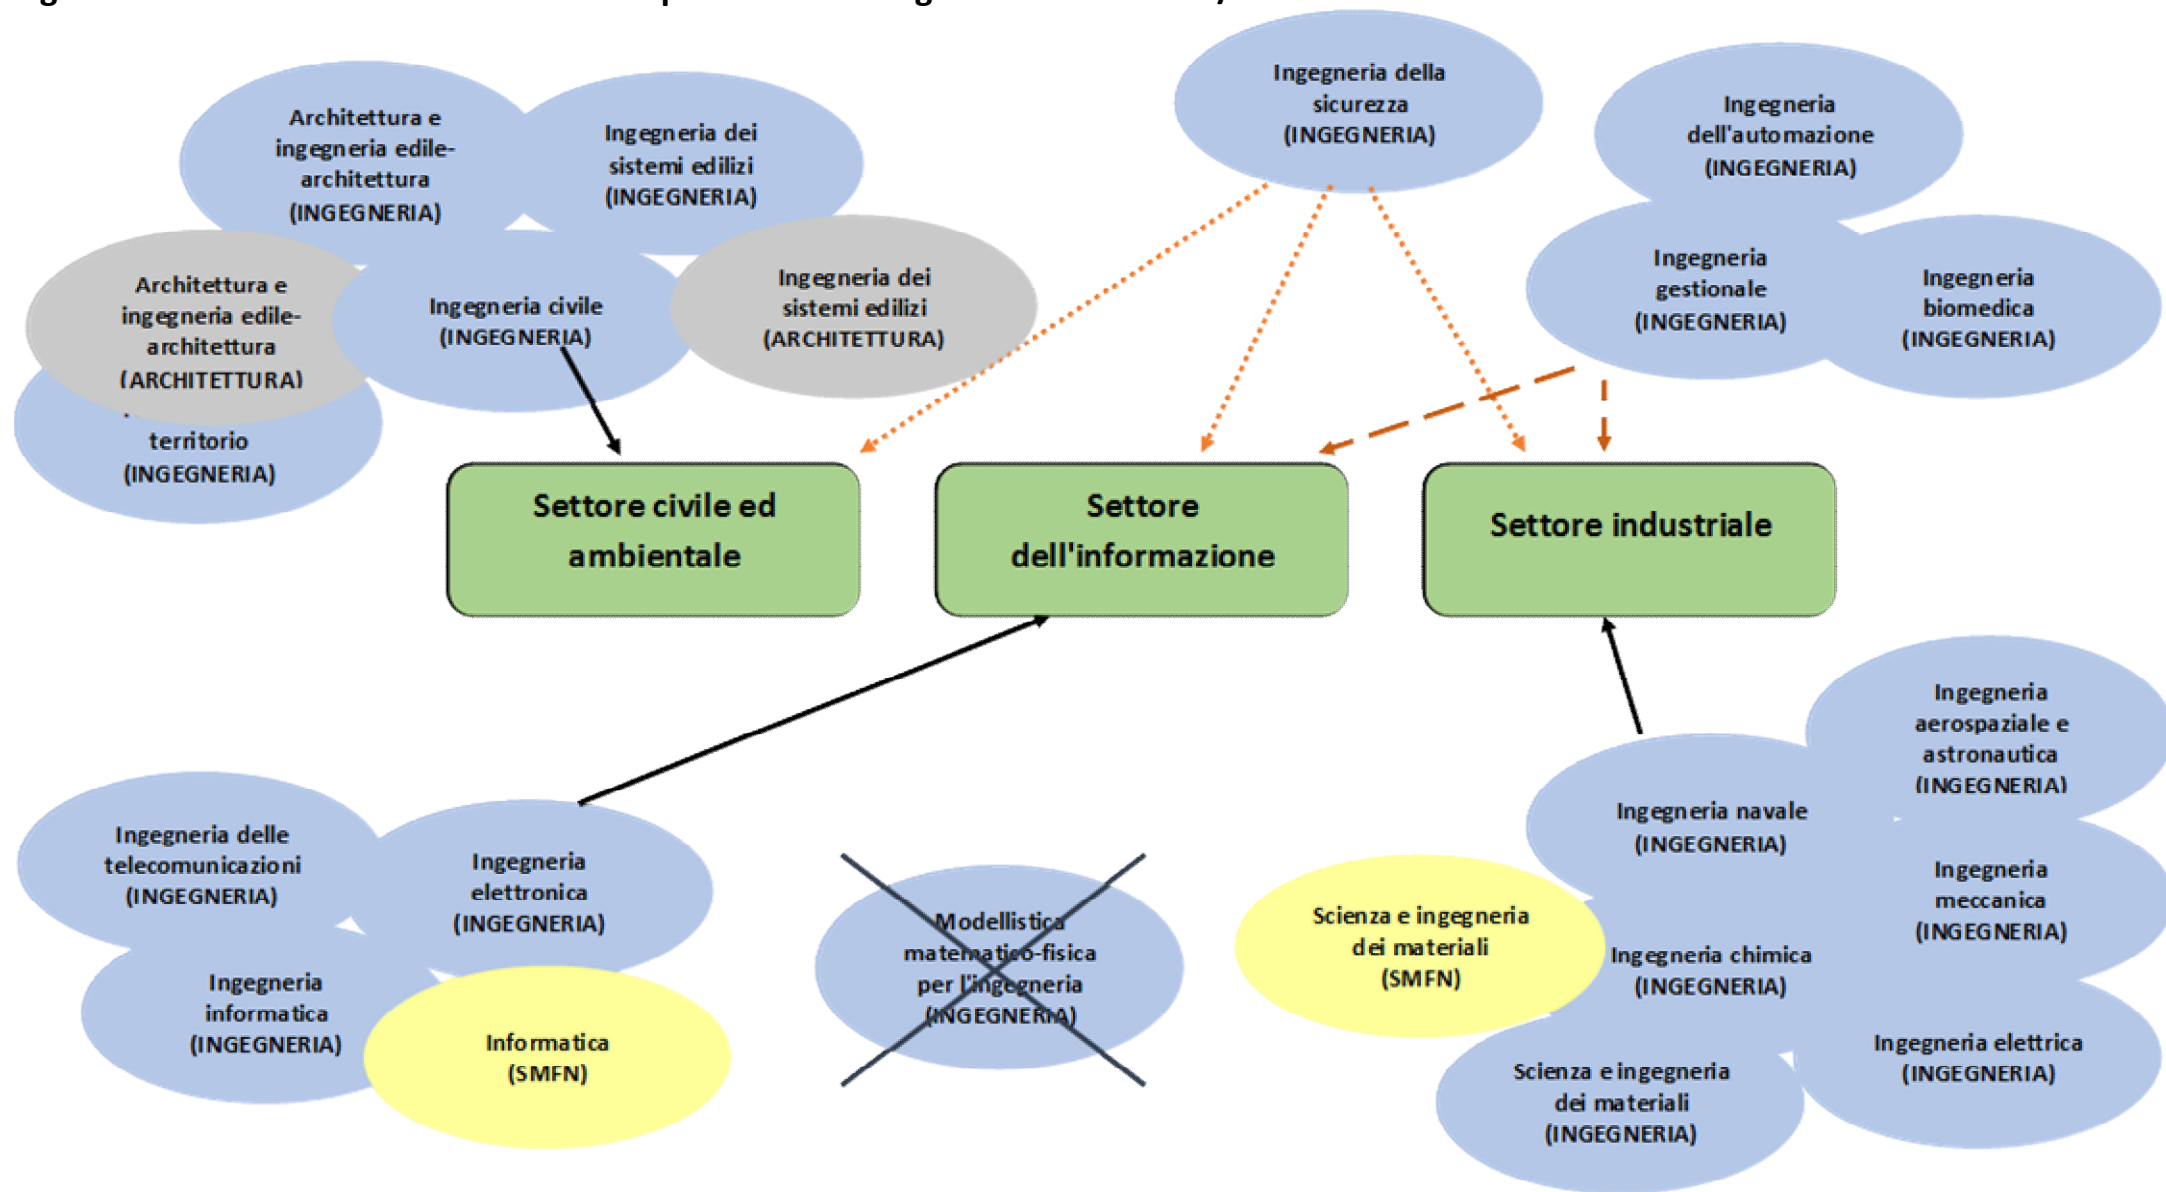 Ingegneria della
sicurezza
(INGEGNERIA)
Ingegneria
dell'automazione
(INGEGNERIA)
Architettura e
ingegneria edile-
architettura
(INGEGNERIA)
Ingegneria dei
sistemi edilizi
(INGEGNERIA)
Ingegneria
gestionale
(INGEGNERIA)
Ingegneria
biomedica
(INGEGNERIA)
Architettura e
ingegneria edile-
architettura
(ARCHITETTURA)
Ingegneria civile
(INGEGNERIA)
Ingegneria dei
sistemi edilizi
(ARCHITETTURA)
territorio
(INGEGNERIA)
Settore civile ed
ambientale
Settore
dell'informazione
Settore industriale
Ingegneria
aerospaziale e
astronautica
(INGEGNERIA)
Ingegneria navale
(INGEGNERIA)
Ingegneria delle
telecomunicazioni
(INGEGNERIA)
Ingegneria
elettronica
(INGEGNERIA)
Modellistica
matematico-fisica
per l'ingegneria
(INGEGNERIA)
Scienza e ingegneria
dei materiali
(SMFN)
Ingegneria
meccanica
(INGEGNERIA)
Ingegneria chimica
(INGEGNERIA)
Ingegneria
informatica
(INGEGNERIA)
Informatica
(SMFN)
Scienza e ingegneria
dei materiali
(INGEGNERIA)
Ingegneria elettrica
(INGEGNERIA)